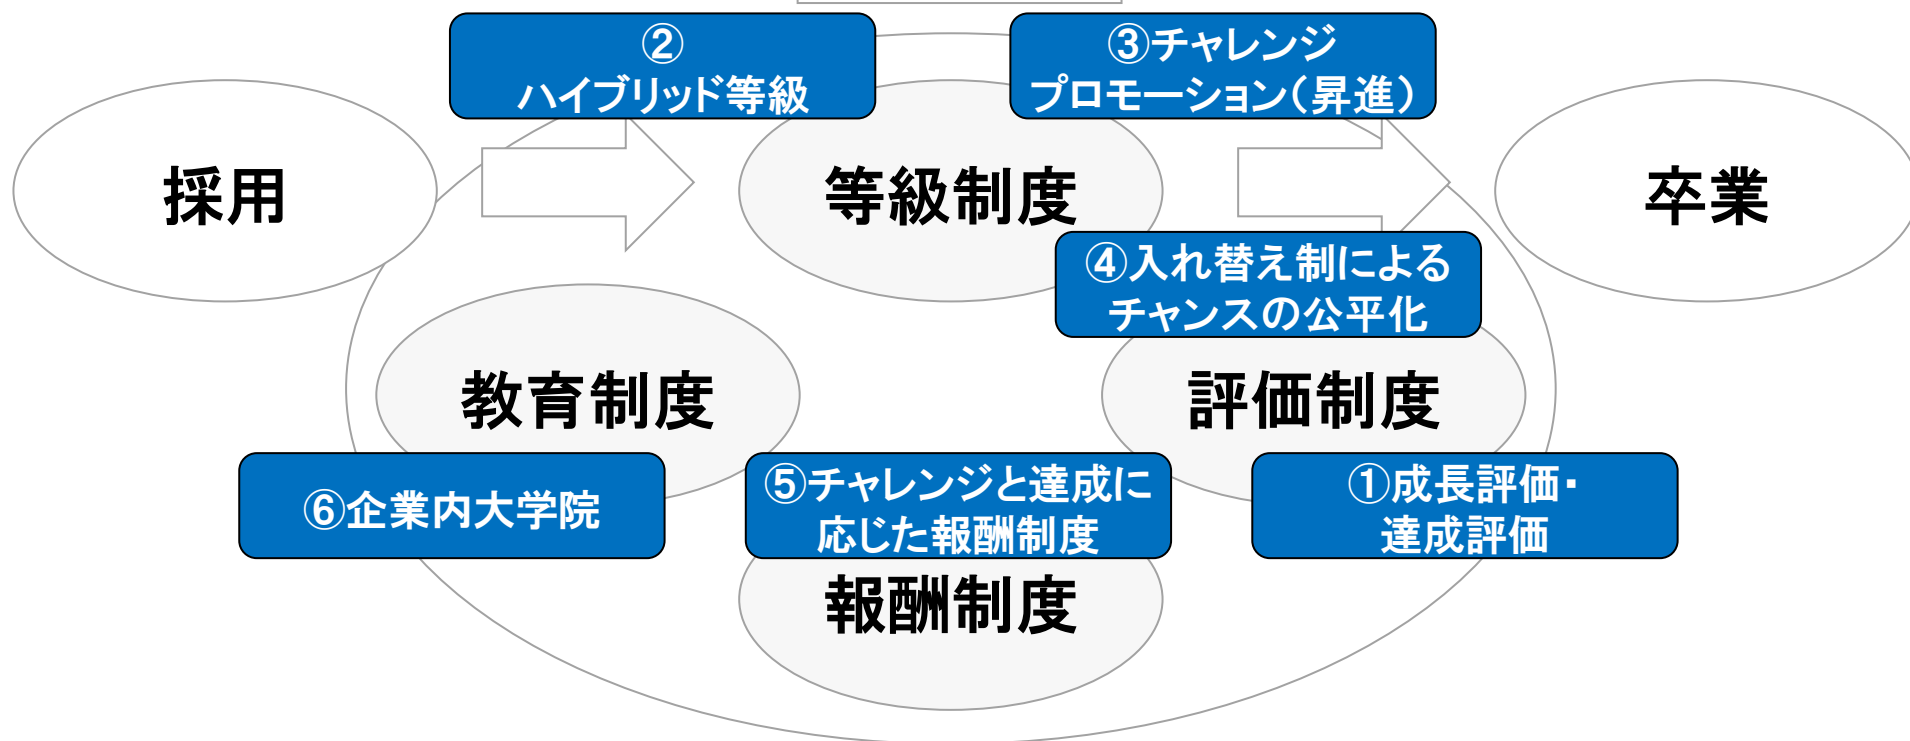 ②
ハイブリッド等級
③チャレンジ
プロモーション（昇進）
採用
等級制度
卒業
④入れ替え制による
チャンスの公平化
教育制度
評価制度
⑥企業内大学院
⑤チャレンジと達成に
応じた報酬制度
①成長評価・
達成評価
報酬制度